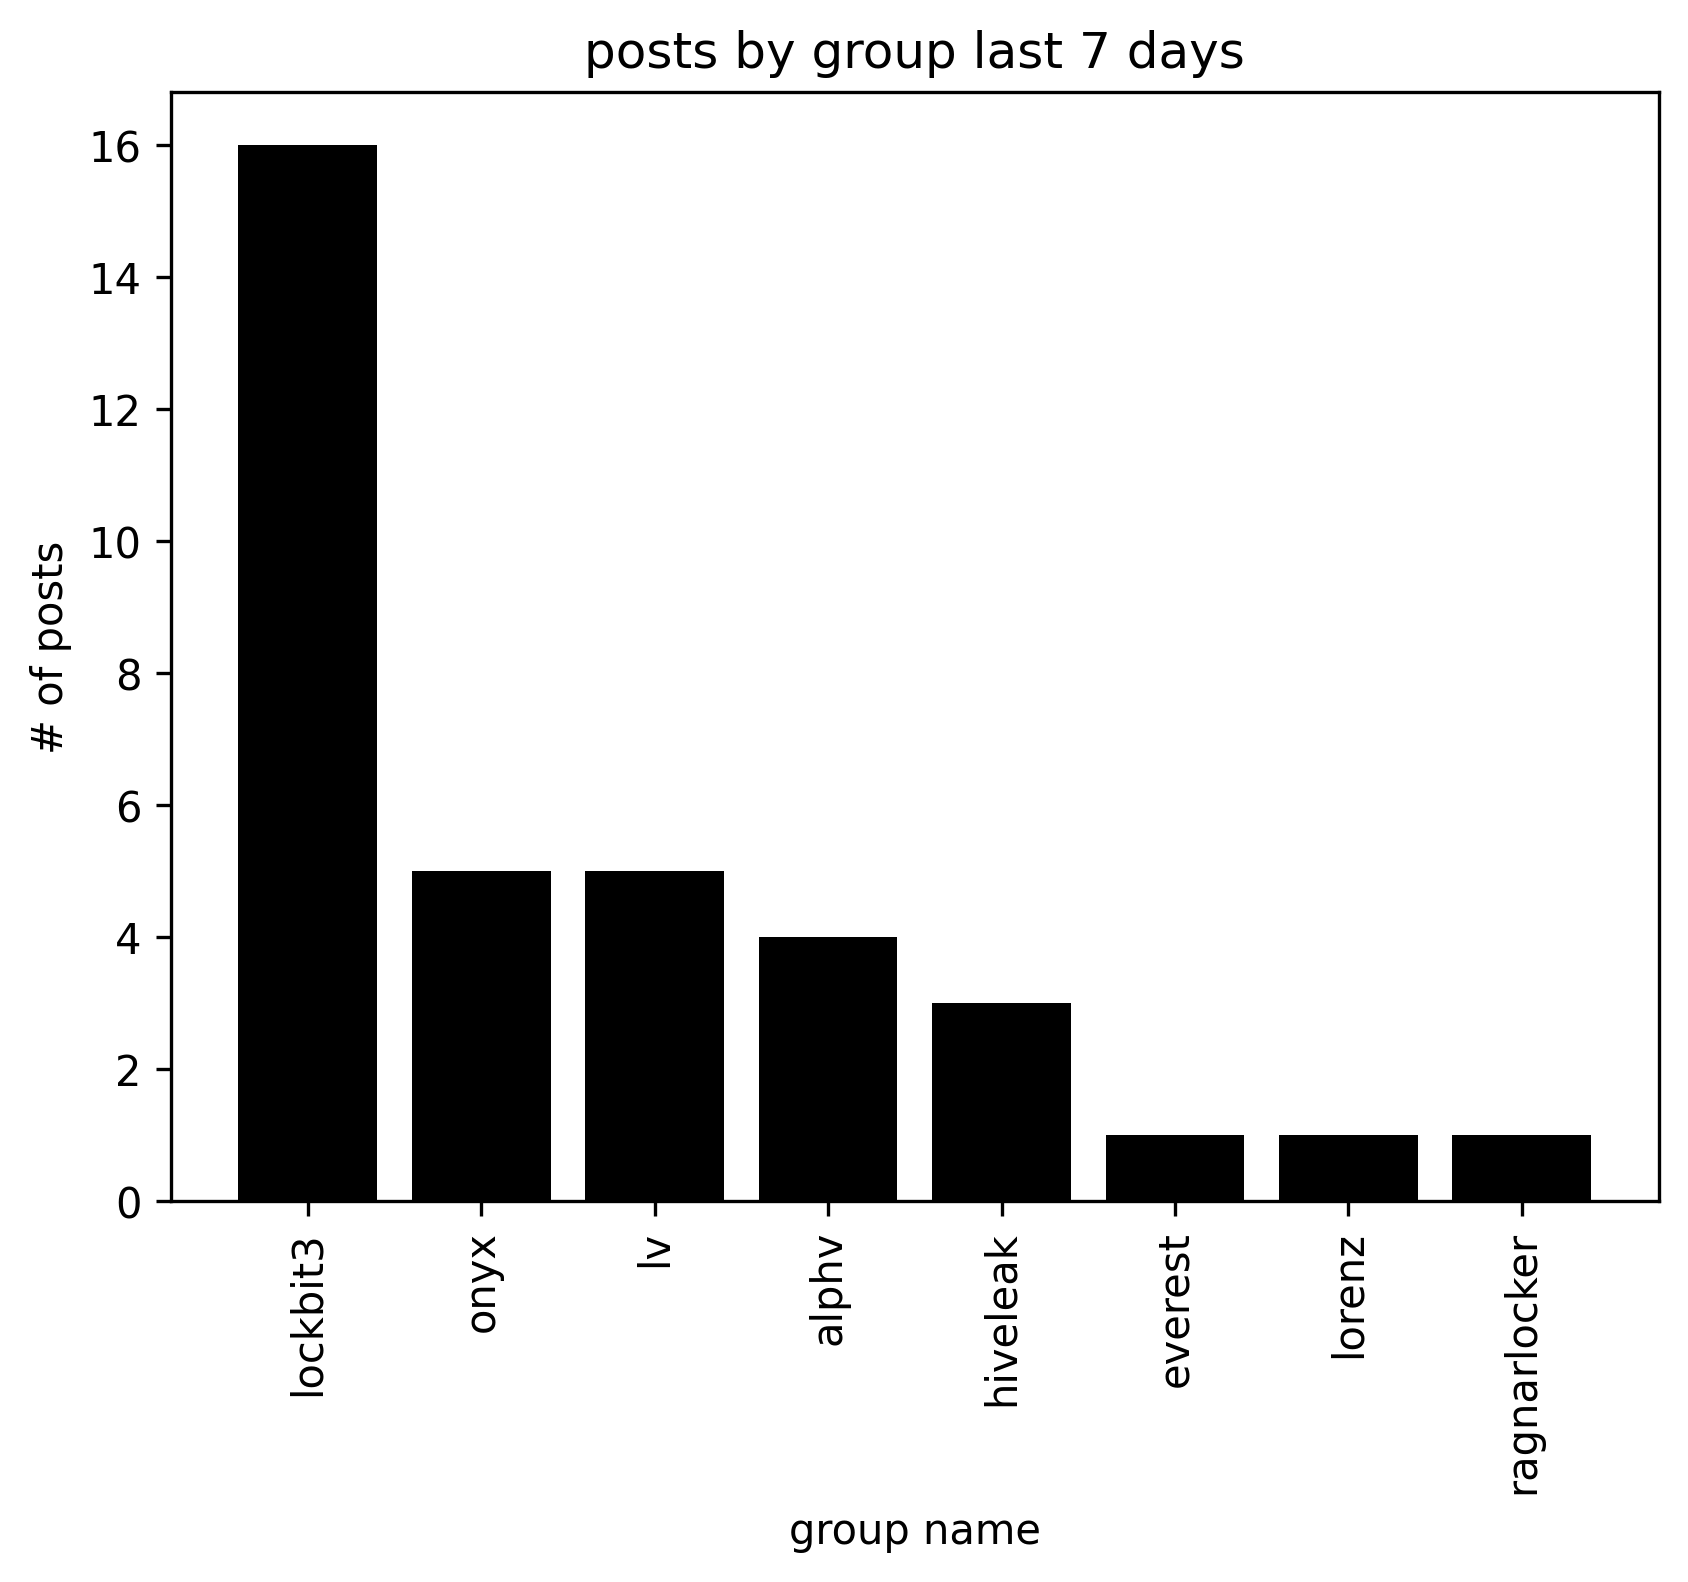 posts by group last 7 days
# of posts
16
14
12
10
8
6
4
2
0
lockbit3
onyx
lv
alphv
hiveleak
everest
lorenz
ragnarlocker
group name